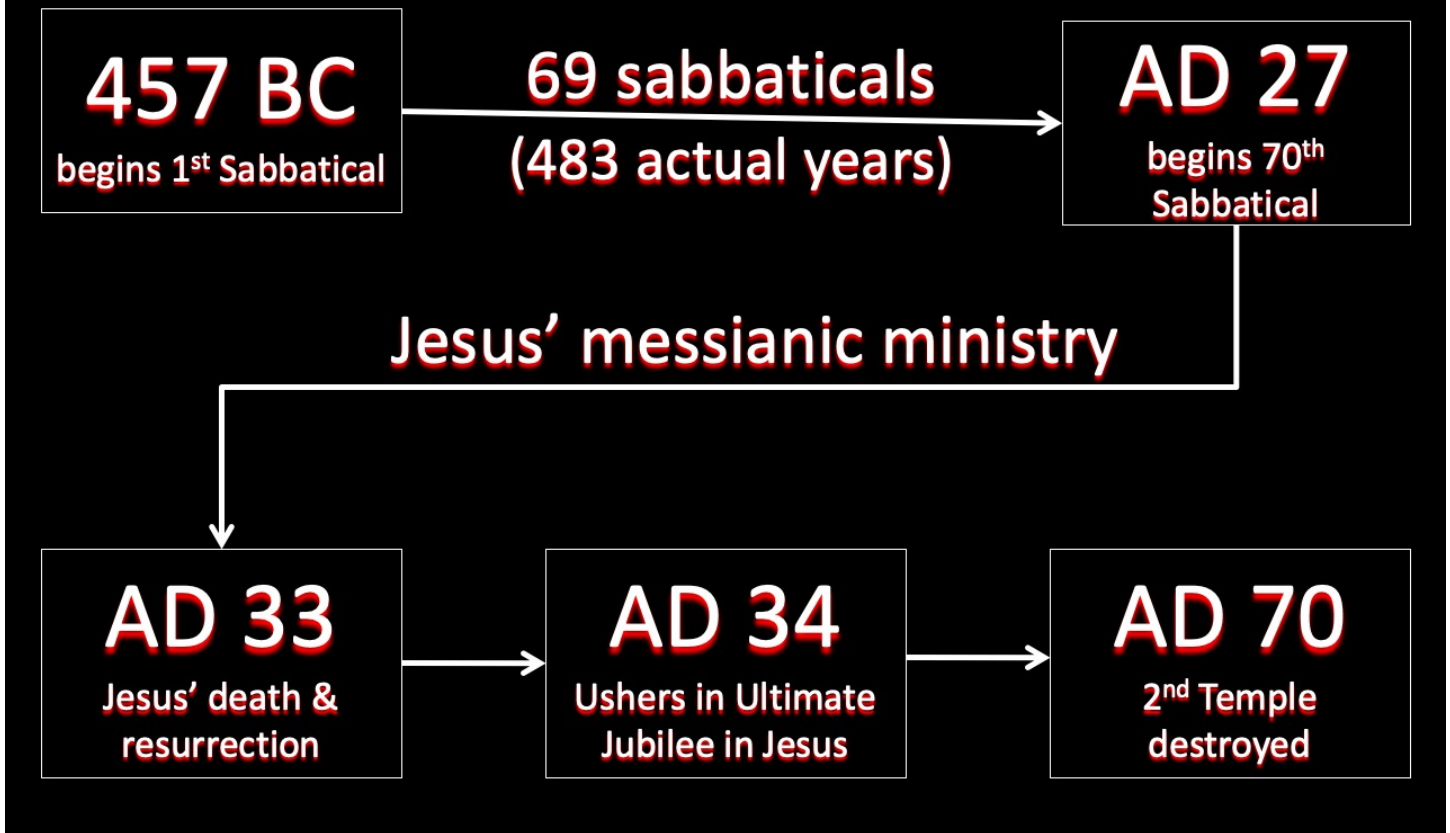 457 BC
begins 1st Sabbatical
69 sabbaticals
(483 actual years)
AD 27
begins 70th
Sabbatical
Jesus’ messianic ministry
AD 33
Jesus’ death &
resurrection
AD 34
Ushers in Ultimate
Jubilee in Jesus
AD 70
2nd Temple
destroyed